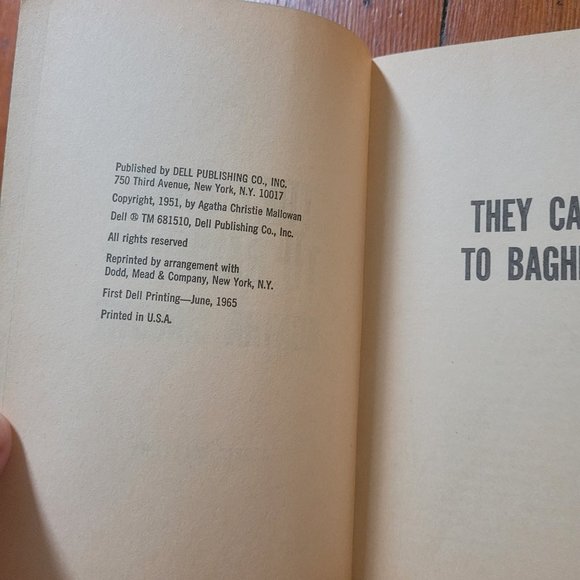 Published by DELL PUBLISHING CO., INC.
750 Third Avenue, New York, N.Y. 10017
Copyright, 1951, by Agatha Christie Mallowan
Dell ® TM 681510, Dell Publishing Co., Inc.
All rights reserved
Reprinted by arrangement with
Dodd, Mead & Company, New York, N.Y.
First Dell Printing—June, 1965
Printed in U.S.A.
THEY CA
TO BAGH